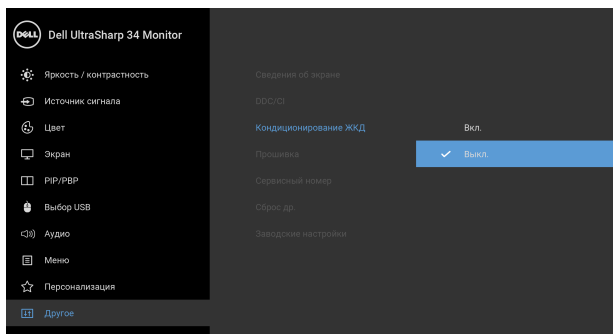 DELL
Dell UltraSharp 34 Monitor
Яркость / контрастность
Источник сигнала
Цвет
Экран
PIP/PBP
Выбор USB
Аудио
Меню
Персонализация
Другое
Сведения об экране
DDC/CI
Кондиционирование ЖКД
Прошивка
Сервисный номер
Сброс др.
Заводские настройки
Вкл.
Выкл.